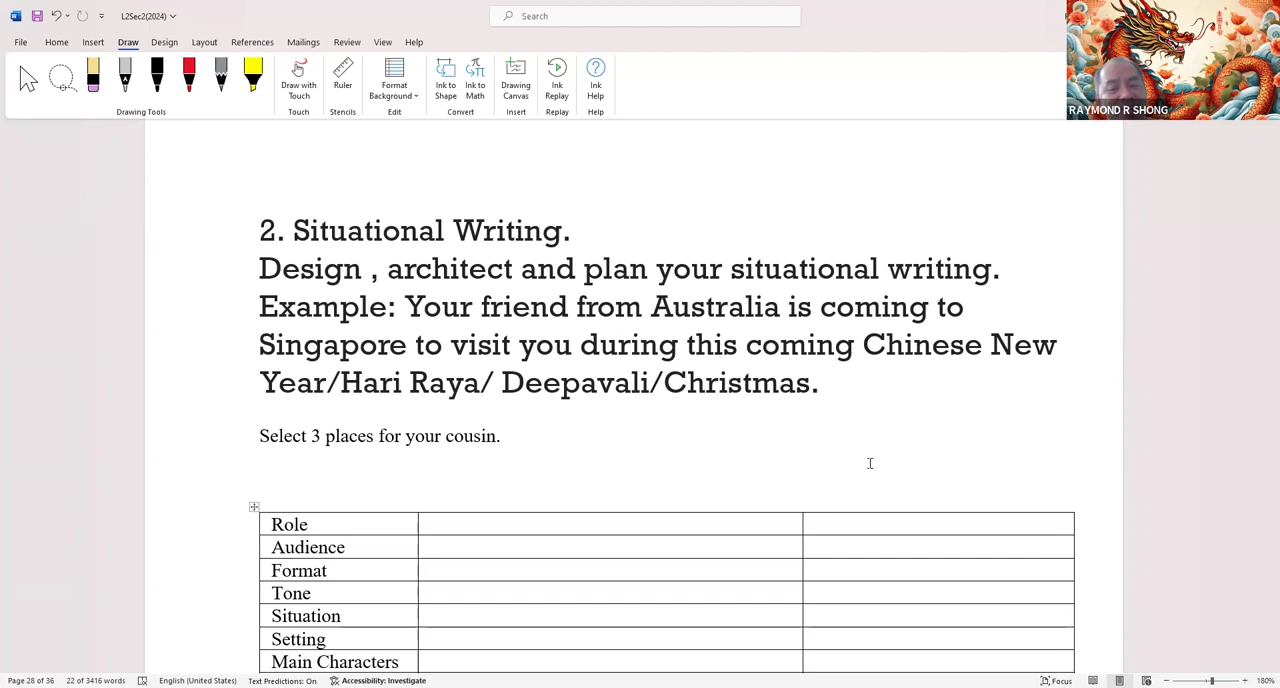 L2Sec2(2024)
Search
File Home Insert Draw Design Layout References Mailings Review View Help
Draw with Touch
Ruler
Format Background
Ink to Shape
Ink to Math
Drawing Canvas
Ink Replay
Ink Help
Drawing Tools Touch Stencils Edit Convert Insert Replay Help
RAYMOND R SHONG
2. Situational Writing.
Design , architect and plan your situational writing.
Example: Your friend from Australia is coming to
Singapore to visit you during this coming Chinese New
Year/Hari Raya/ Deepavali/Christmas.
Select 3 places for your cousin.
Role
Audience
Format
Tone
Situation
Setting
Main Characters
Page 28 of 36 22 of 3416 words English (United States) Text Predictions: On Accessibility: Investigate Focus 180%